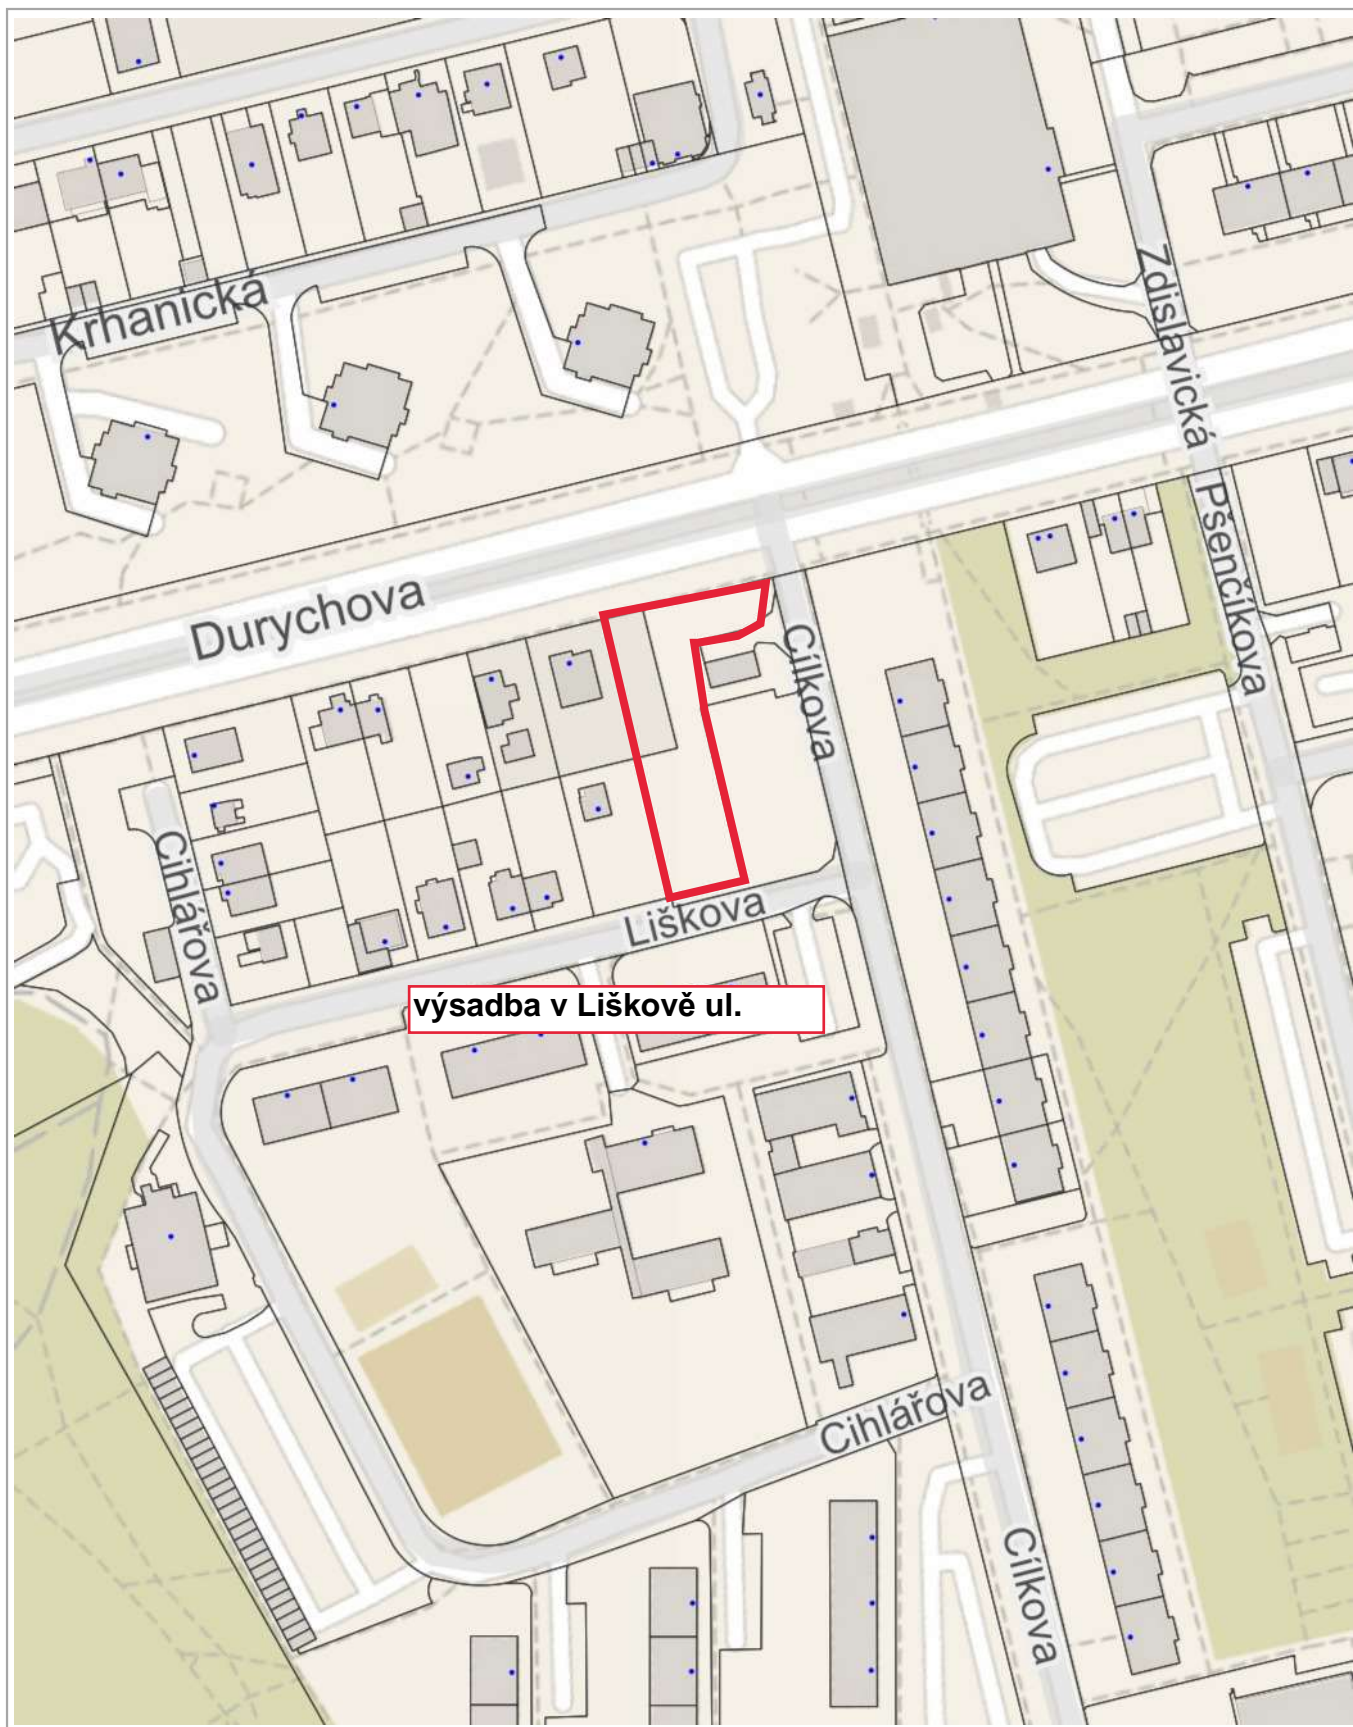 Krhanická
Zdislavická
Pšenčíkova
Durychova
Cílkova
Cihlářova
Liškova
výsadba v Liškově ul.
Cihlářova
Cílkova